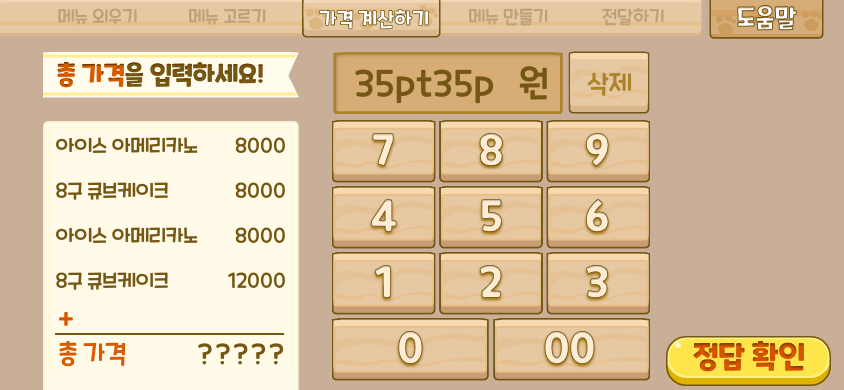 메뉴 외우기 메뉴 고르기 가격 계산하기 메뉴 만들기 전달하기 도움말
총 가격을 입력하세요!
35pt35p 원 삭제
아이스 아메리카노 8000
8구 큐브케이크 8000
아이스 아메리카노 8000
8구 큐브케이크 12000
+
총 가격 ?????
7 8 9
4 5 6
1 2 3
0 00
정답 확인